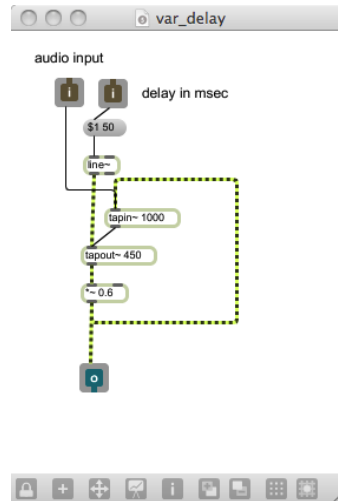 var_delay
audio input
i
i
delay in msec
$1 50
line~
tapin~ 1000
tapout~ 450
*~ 0.6
o
i